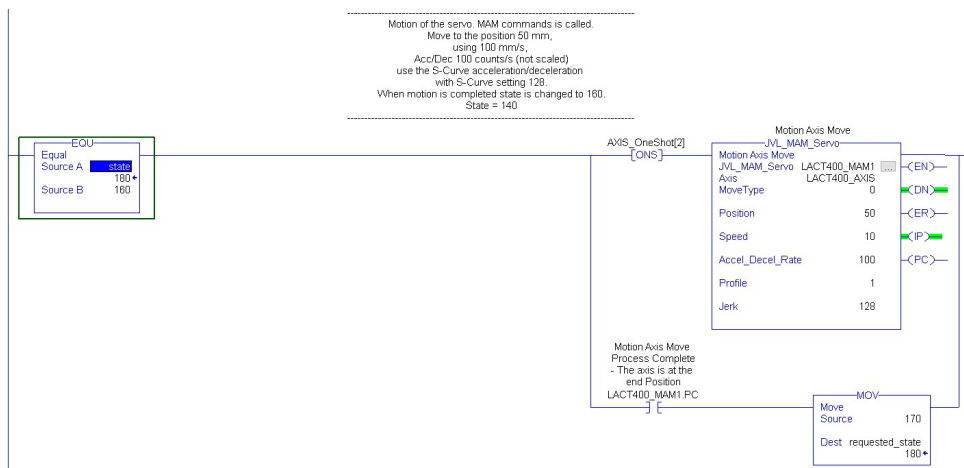 Motion of the servo. MAM commands is called.
Move to the position 50 mm,
using 100 mm/s,
Acc/Dec 100 counts/s (not scaled)
use the S-Curve acceleration/deceleration
with S-Curve setting 128.
When motion is completed state is changed to 160.
State = 140
EQU
Equal
Source A state
180
Source B 160
AXIS_OneShot[2]
ONS
Motion Axis Move
JVL_MAM_Servo
Motion Axis Move
JVL_MAM_Servo LACT400_MAM1 ...
Axis LACT400_AXIS
MoveType 0
Position 50
Speed 10
Accel_Decel_Rate 100
Profile 1
Jerk 128
EN
DN
ER
IP
PC
Motion Axis Move
Process Complete
- The axis is at the
end Position
LACT400_MAM1.PC
MOV
Move
Source 170
Dest requested_state
180